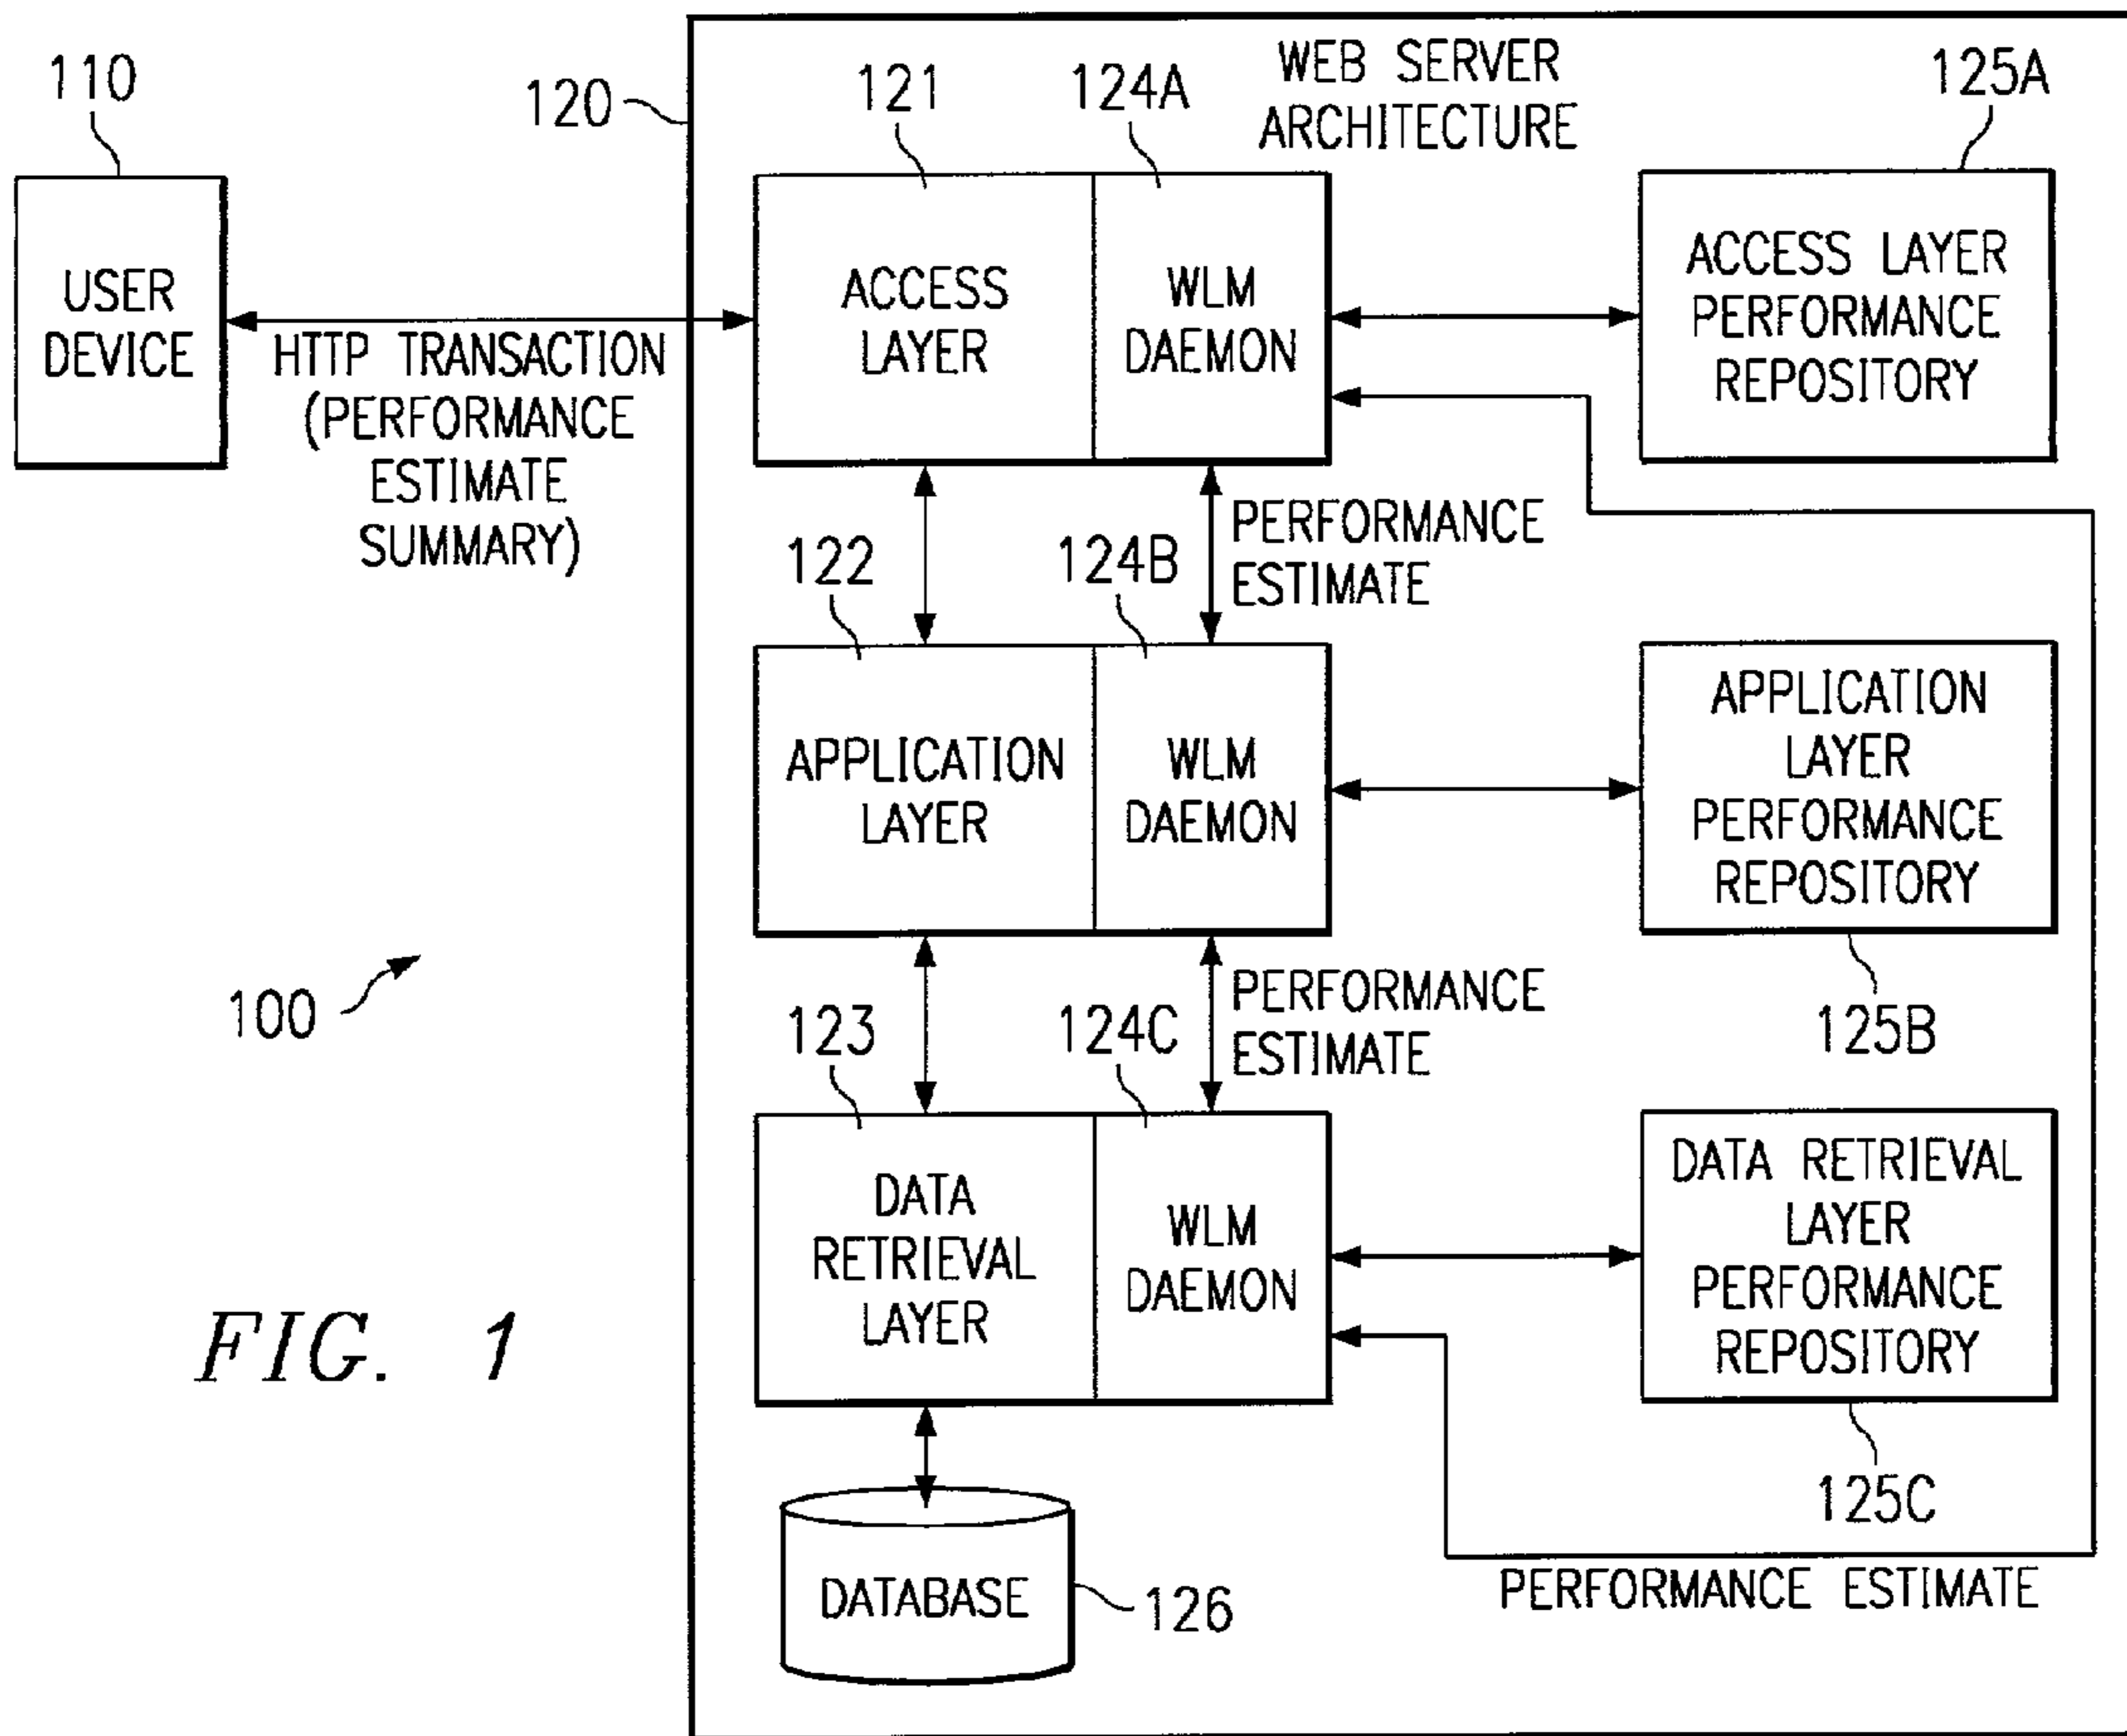 WEB SERVER
ARCHITECTURE
110
120
121
124A
125A
USER
DEVICE
HTTP TRANSACTION
(PERFORMANCE
ESTIMATE
SUMMARY)
ACCESS
LAYER
WLM
DAEMON
ACCESS LAYER
PERFORMANCE
REPOSITORY
122
124B
PERFORMANCE
ESTIMATE
APPLICATION
LAYER
WLM
DAEMON
APPLICATION
LAYER
PERFORMANCE
REPOSITORY
125B
100
123
124C
PERFORMANCE
ESTIMATE
DATA
RETRIEVAL
LAYER
WLM
DAEMON
DATA RETRIEVAL
LAYER
PERFORMANCE
REPOSITORY
125C
FIG. 1
DATABASE
126
PERFORMANCE ESTIMATE